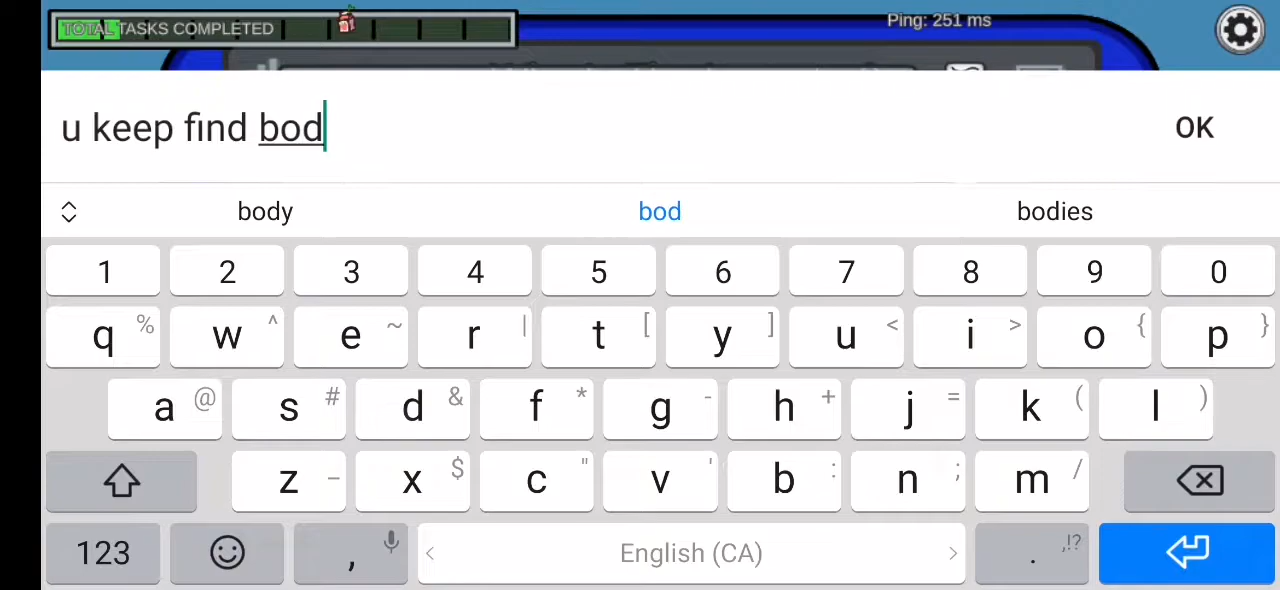 TOTAL TASKS COMPLETED
Ping: 251 ms
u keep find bod
OK
body bod bodies
1 2 3 4 5 6 7 8 9 0
q % w ^ e ~ r | t [ y ] u < i > o { p }
a @ s # d & f * g - h + j = k ( l )
z _ x $ c " v ' b : n ; m /
123 , < English (CA) > . ,!?